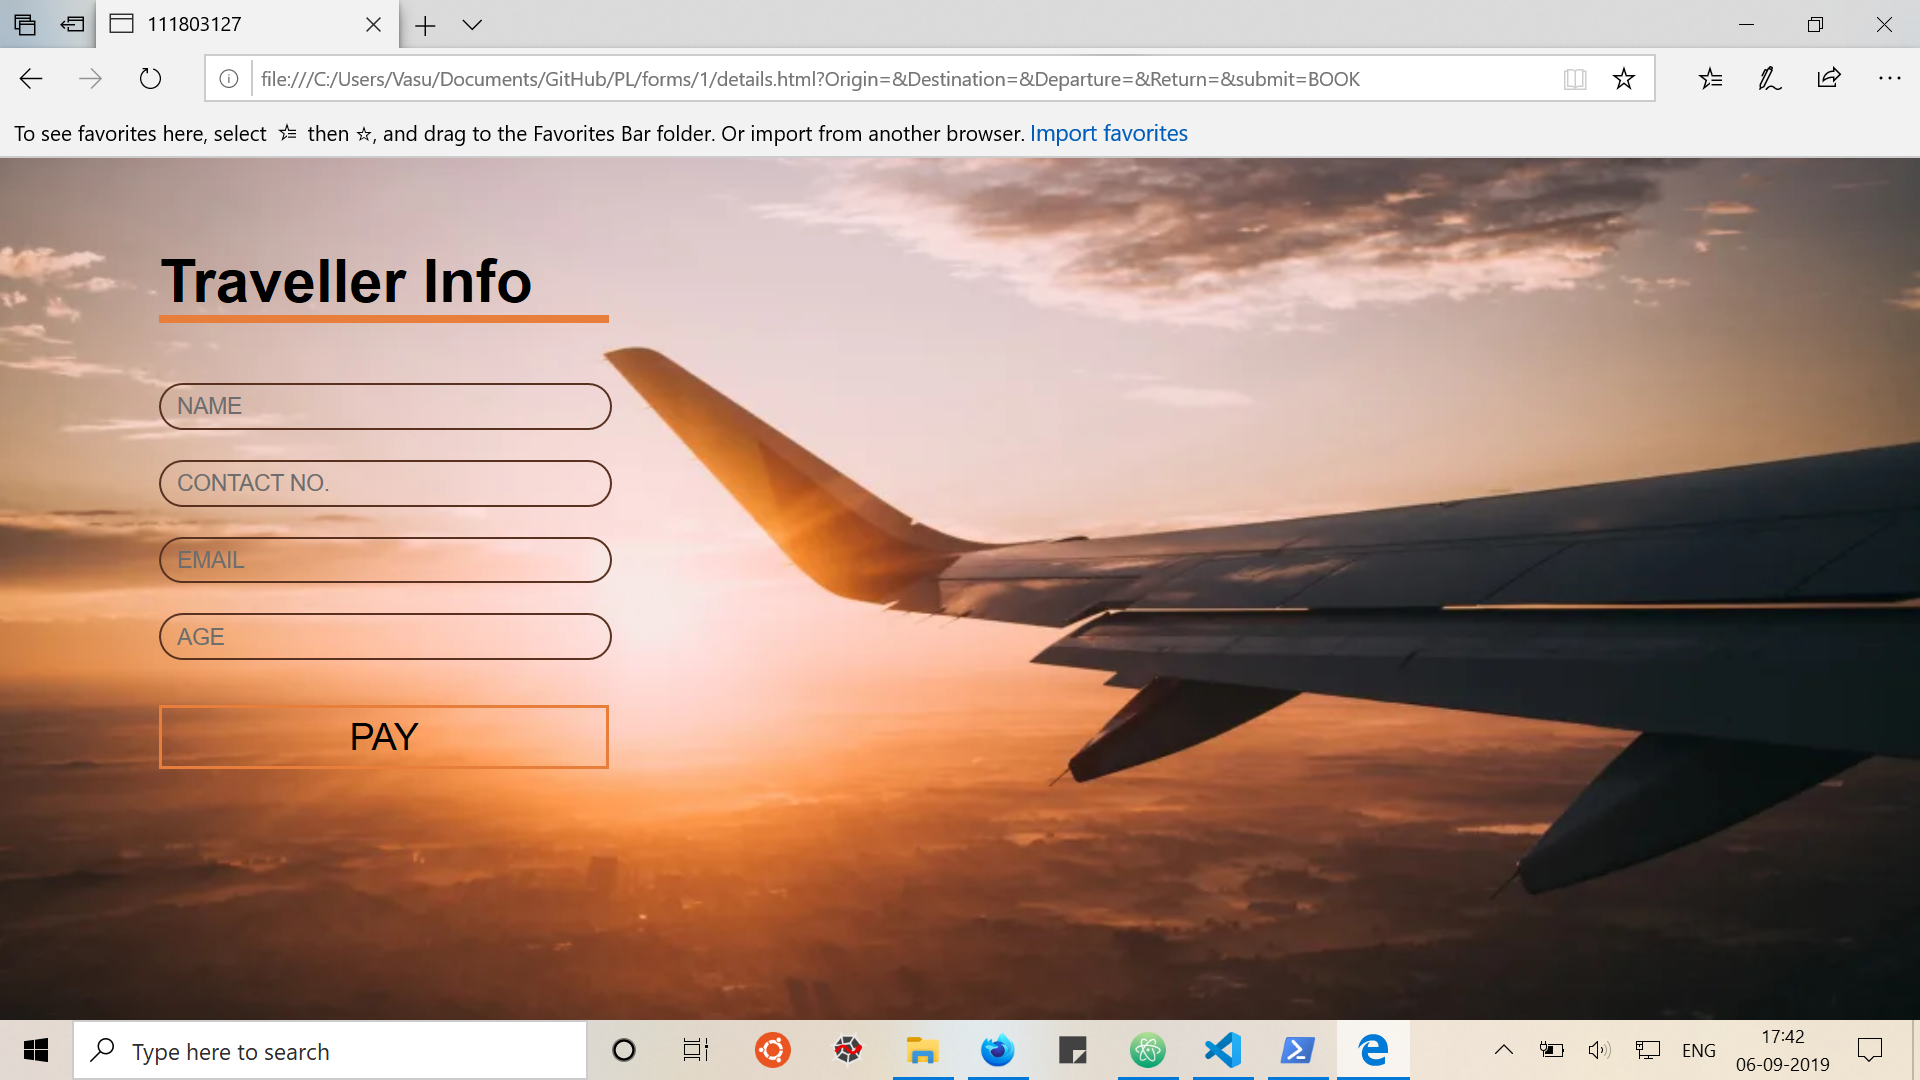 111803127
file:///C:/Users/Vasu/Documents/GitHub/PL/forms/1/details.html?Origin=&Destination=&Departure=&Return=&submit=BOOK
To see favorites here, select then , and drag to the Favorites Bar folder. Or import from another browser. Import favorites
Traveller Info
NAME
CONTACT NO.
EMAIL
AGE
PAY
Type here to search
ENG
17:42
06-09-2019